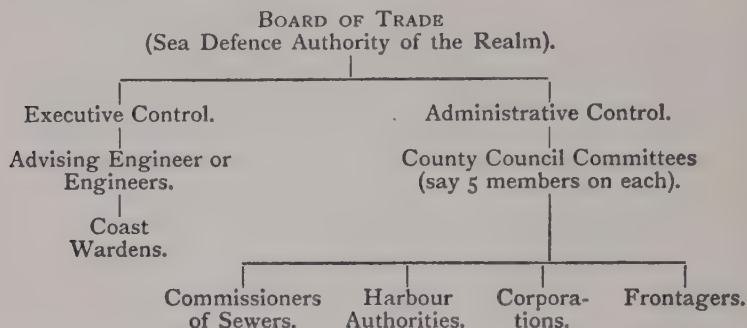 BOARD OF TRADE
(Sea Defence Authority of the Realm).
Executive Control.
Administrative Control.
Advising Engineer or
Engineers.
County Council Committees
(say 5 members on each).
Coast
Wardens.
Commissioners
of Sewers.
Harbour
Authorities.
Corpora-
tions.
Frontagers.